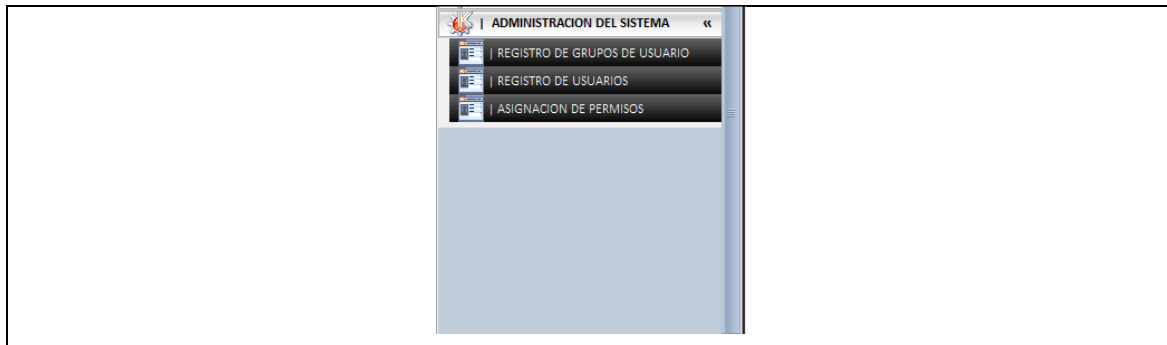 | ADMINISTRACION DEL SISTEMA «
| REGISTRO DE GRUPOS DE USUARIO
| REGISTRO DE USUARIOS
| ASIGNACION DE PERMISOS